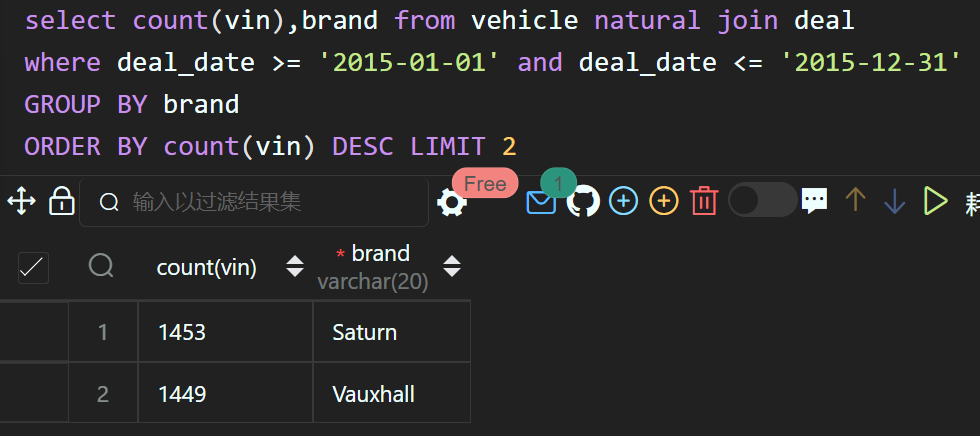 select count(vin),brand from vehicle natural join deal
where deal_date >= '2015-01-01' and deal_date <= '2015-12-31'
GROUP BY brand
ORDER BY count(vin) DESC LIMIT 2
输入以过滤结果集
Free
1
count(vin)
* brand
varchar(20)
1 1453 Saturn
2 1449 Vauxhall